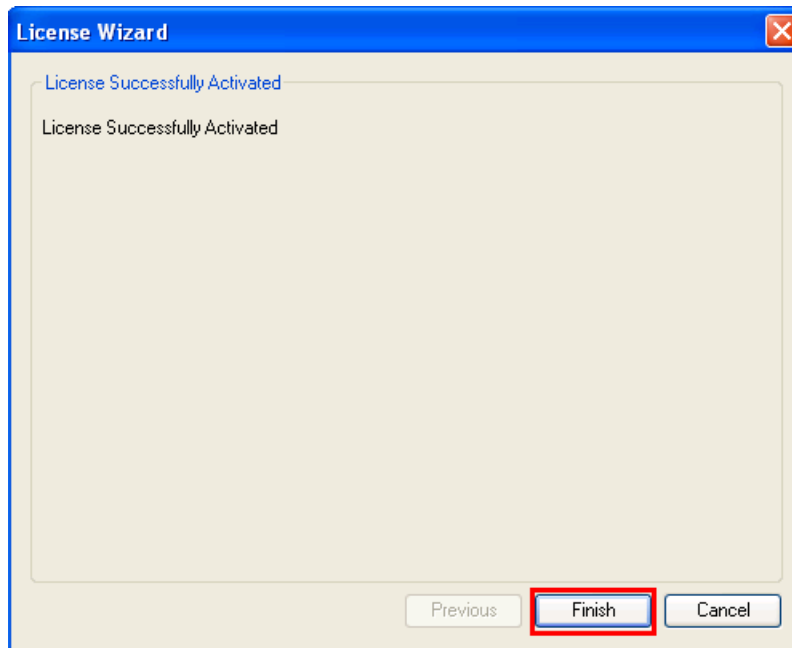 License Wizard
License Successfully Activated
License Successfully Activated
Previous Finish Cancel